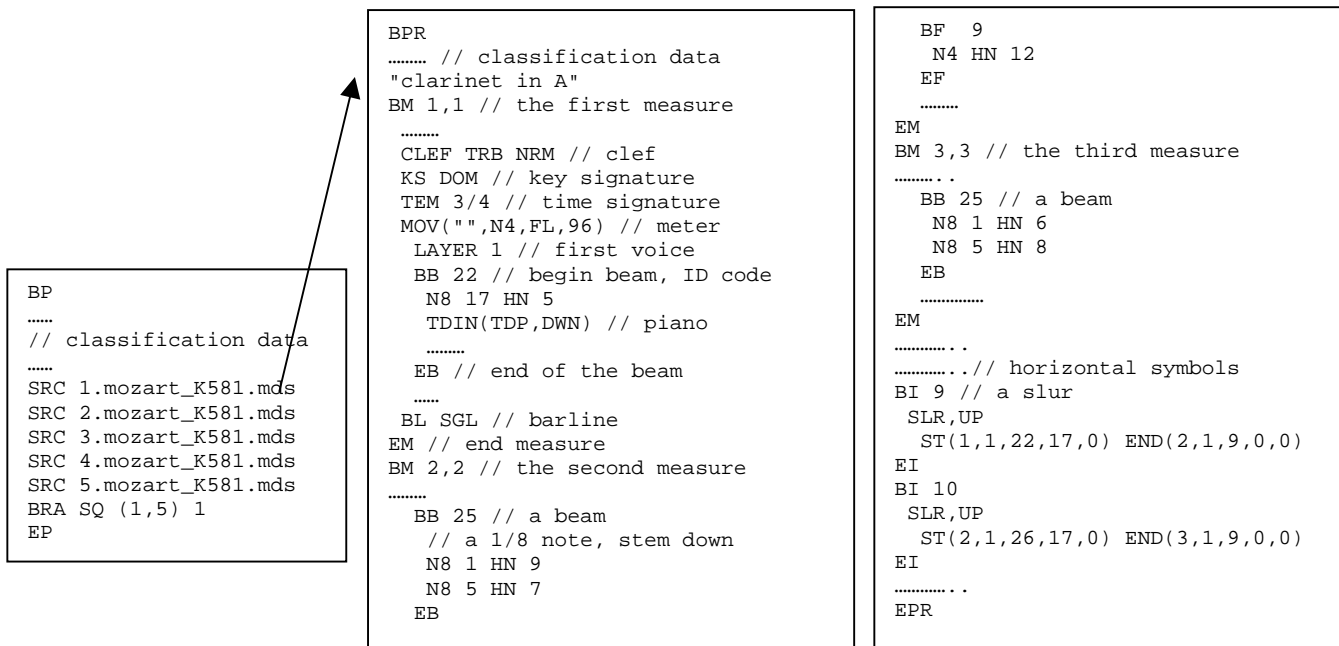 BP
……
// classification data
……
SRC 1.mozart_K581.mds
SRC 2.mozart_K581.mds
SRC 3.mozart_K581.mds
SRC 4.mozart_K581.mds
SRC 5.mozart_K581.mds
BRA SQ (1,5) 1
EP
BPR
……… // classification data
"clarinet in A"
BM 1,1 // the first measure
………
CLEF TRB NRM // clef
KS DOM // key signature
TEM 3/4 // time signature
MOV("",N4,FL,96) // meter
LAYER 1 // first voice
BB 22 // begin beam, ID code
N8 17 HN 5
TDIN(TDP,DWN) // piano
………
EB // end of the beam
……
BL SGL // barline
EM // end measure
BM 2,2 // the second measure
………
BB 25 // a beam
// a 1/8 note, stem down
N8 1 HN 9
N8 5 HN 7
EB
BF 9
N4 HN 12
EF
………
EM
BM 3,3 // the third measure
………..
BB 25 // a beam
N8 1 HN 6
N8 5 HN 8
EB
……………
EM
…………..
…………..// horizontal symbols
BI 9 // a slur
SLR,UP
ST(1,1,22,17,0) END(2,1,9,0,0)
EI
BI 10
SLR,UP
ST(2,1,26,17,0) END(3,1,9,0,0)
EI
…………..
EPR